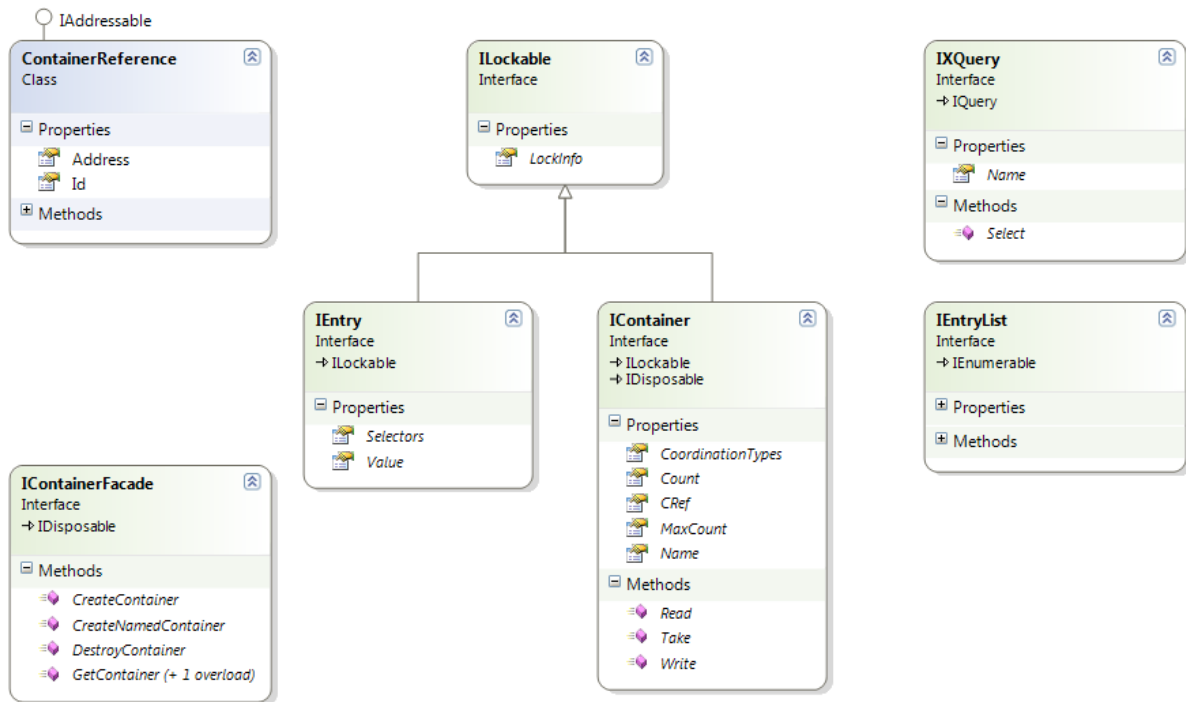 IAddressable
ContainerReference
Class
Properties
Address
Id
Methods
ILockable
Interface
Properties
LockInfo
IXQuery
Interface
IQuery
Properties
Name
Methods
Select
IEntry
Interface
ILockable
Properties
Selectors
Value
IContainer
Interface
ILockable
IDisposable
Properties
CoordinationTypes
Count
CRef
MaxCount
Name
Methods
Read
Take
Write
IEntryList
Interface
IEnumerable
Properties
Methods
IContainerFacade
Interface
IDisposable
Methods
CreateContainer
CreateNamedContainer
DestroyContainer
GetContainer (+ 1 overload)